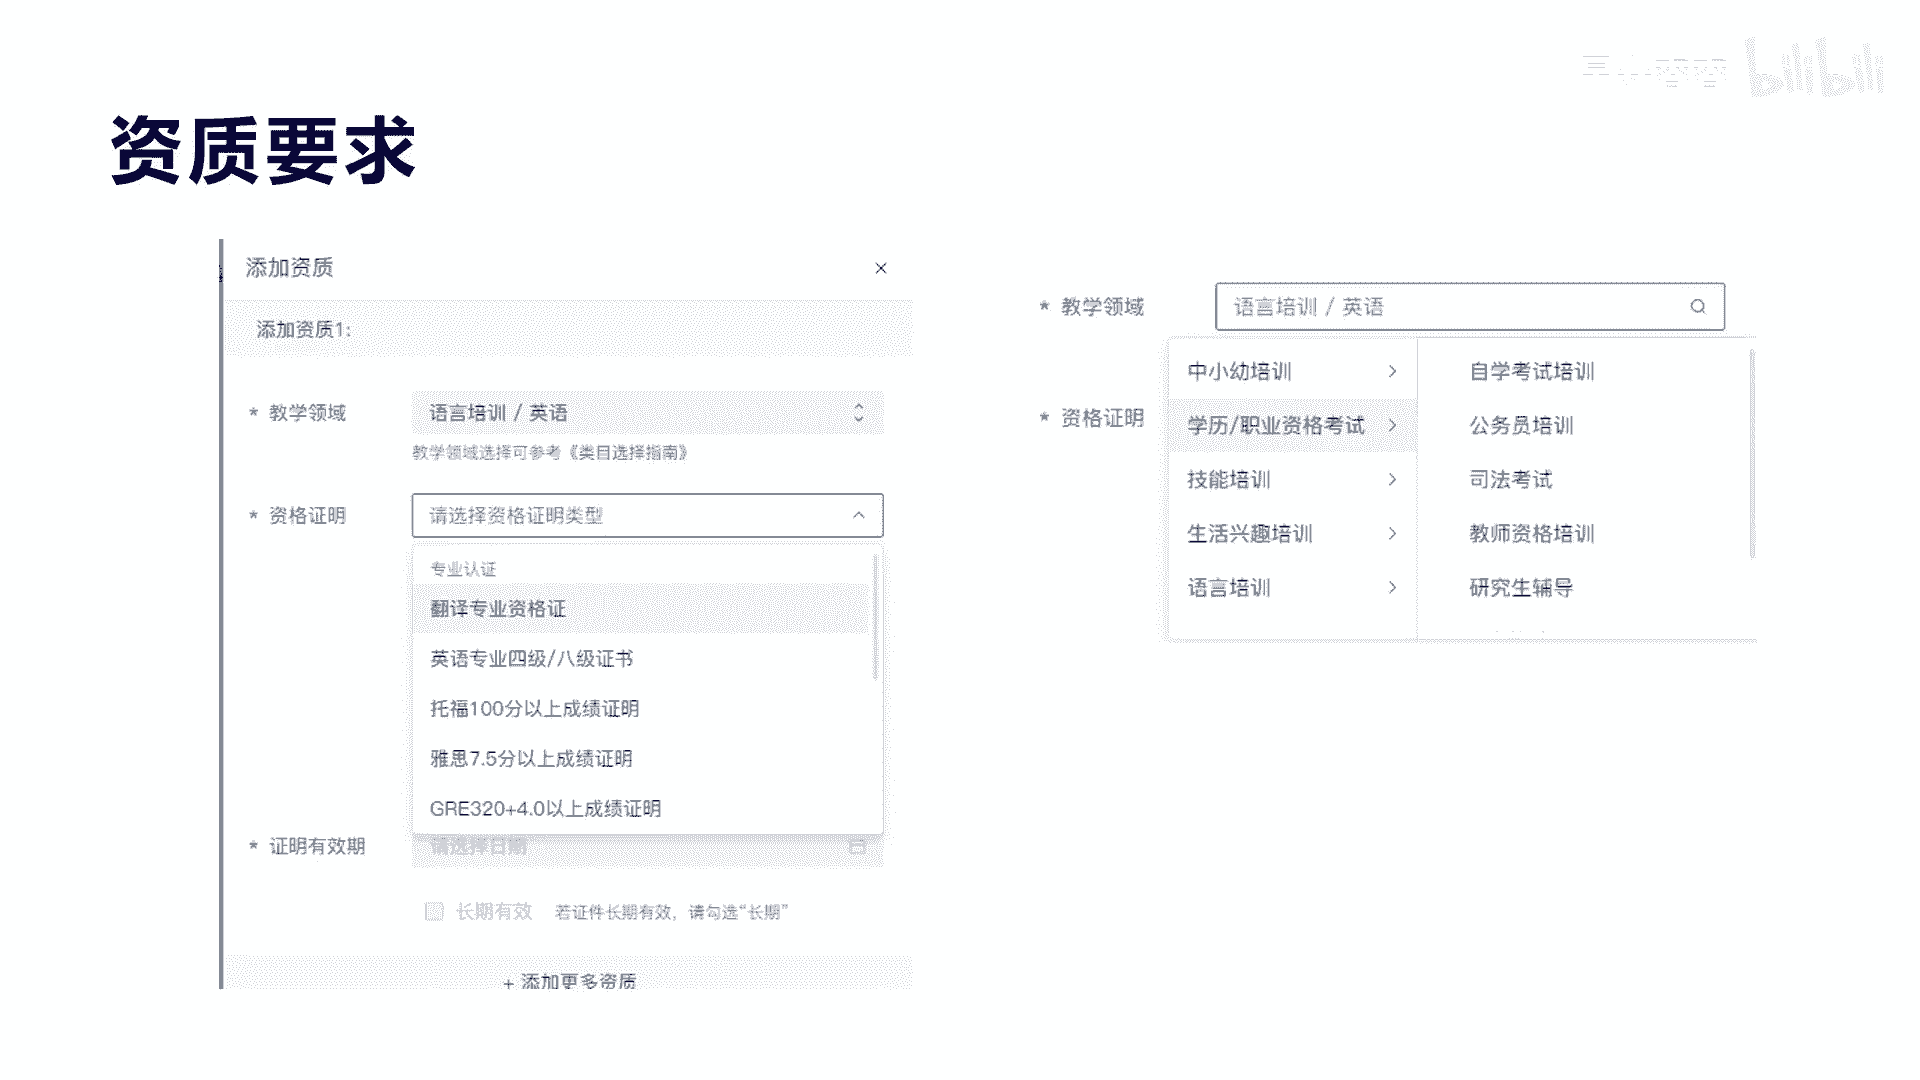 bilibili
资质要求
添加资质
添加资质1:
* 教学领域
语言培训 / 英语
教学领域选择可参考《类目选择指南》
* 资格证明
请选择资格证明类型
专业认证
翻译专业资格证
英语专业四级/八级证书
托福100分以上成绩证明
雅思7.5分以上成绩证明
GRE320+4.0以上成绩证明
* 证明有效期
请选择日期
长期有效 若证件长期有效，请勾选“长期”
+ 添加更多资质
* 教学领域
语言培训 / 英语
* 资格证明
中小幼培训
学历/职业资格考试
技能培训
生活兴趣培训
语言培训
自学考试培训
公务员培训
司法考试
教师资格培训
研究生辅导